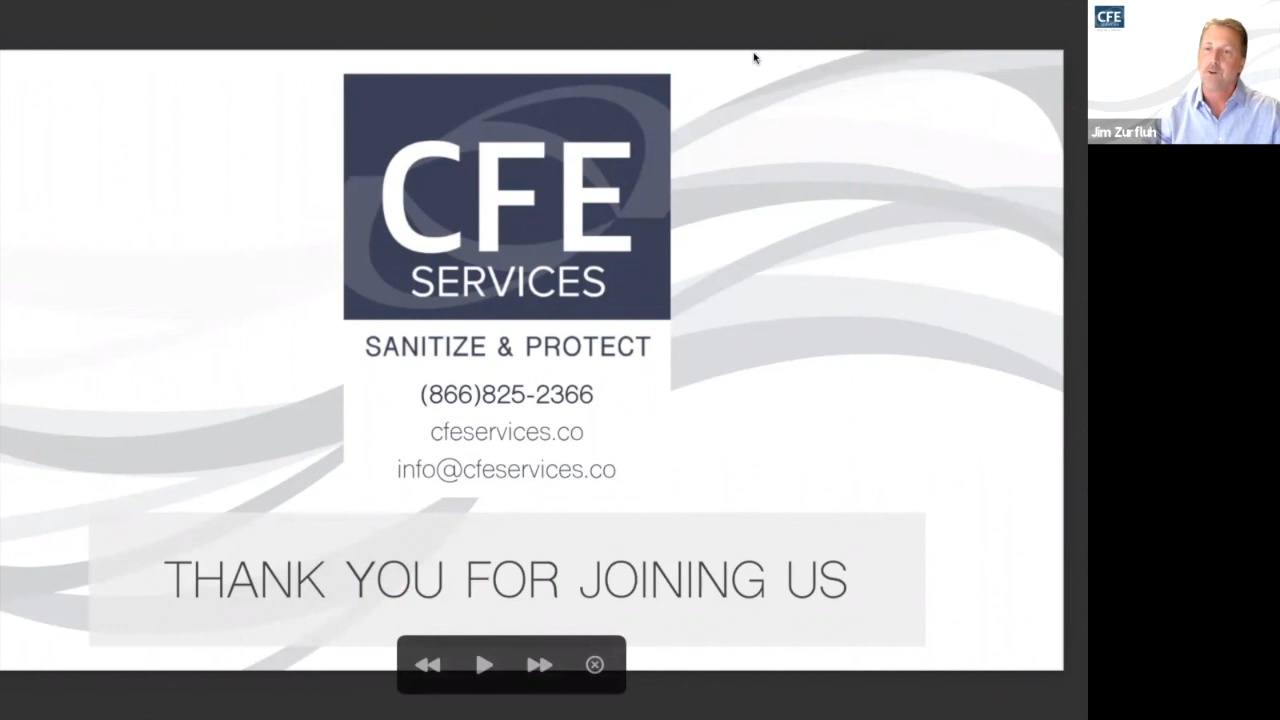 CFE
SERVICES
SANITIZE & PROTECT
(866)825-2366
cfeservices.co
info@cfeservices.co
THANK YOU FOR JOINING US
CFE
SERVICES
Jim Zurfluh